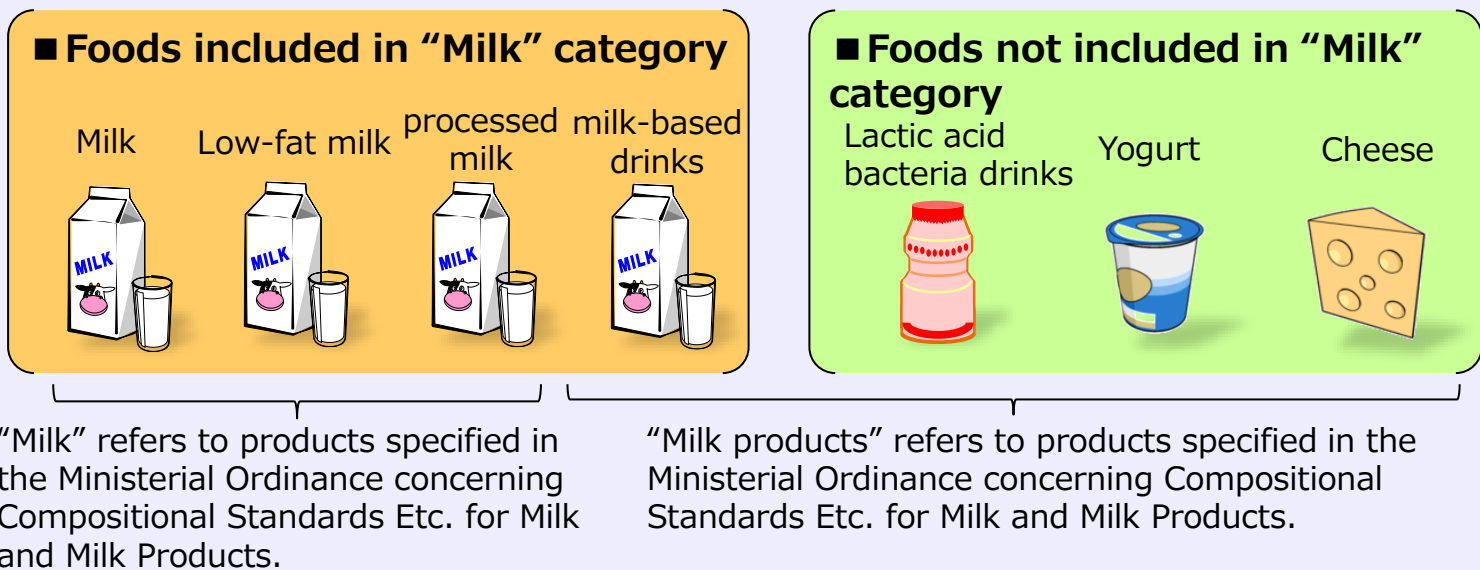 ■Foods included in “Milk” category
Milk
Low-fat milk
processed
milk
milk-based
drinks
MILK
MILK
MILK
MILK
■Foods not included in “Milk”
category
Lactic acid
bacteria drinks
Yogurt
Cheese
“Milk” refers to products specified in
the Ministerial Ordinance concerning
Compositional Standards Etc. for Milk
and Milk Products.
“Milk products” refers to products specified in the
Ministerial Ordinance concerning Compositional
Standards Etc. for Milk and Milk Products.